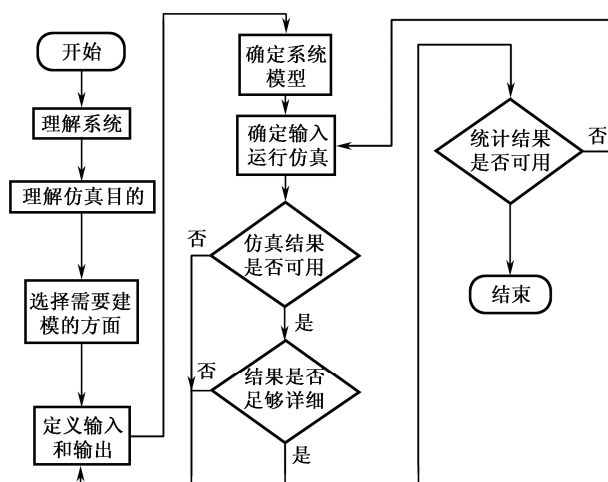 开始
理解系统
理解仿真目的
选择需要建
模的方面
定义输入
和输出
确定系统
模型
确定输入
运行仿真
仿真结果
是否可用
否
是
结果是否
足够详细
否
是
统计结果
是否可用
否
结束